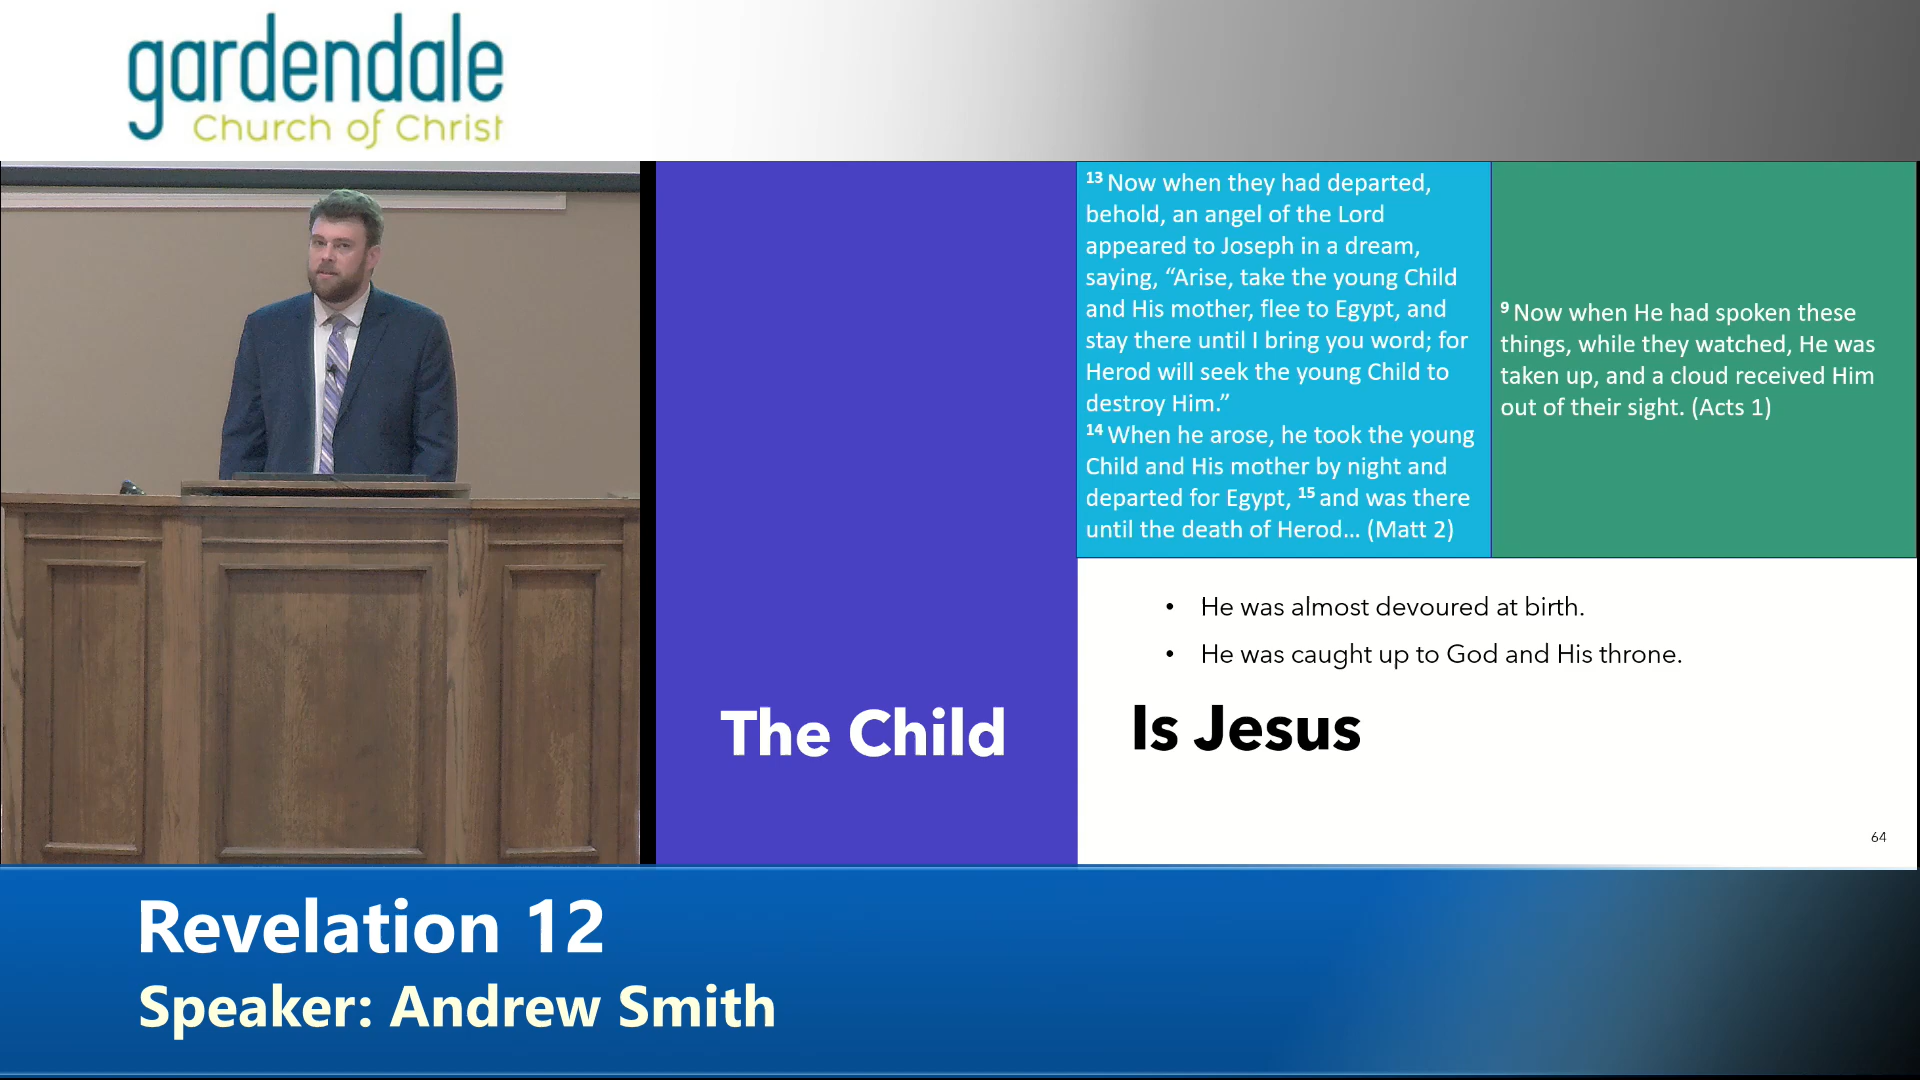 gardendale
Church of Christ
13 Now when they had departed,
behold, an angel of the Lord
appeared to Joseph in a dream,
saying, “Arise, take the young Child
and His mother, flee to Egypt, and
stay there until I bring you word; for
Herod will seek the young Child to
destroy Him.”
14 When he arose, he took the young
Child and His mother by night and
departed for Egypt, 15 and was there
until the death of Herod... (Matt 2)
9 Now when He had spoken these
things, while they watched, He was
taken up, and a cloud received Him
out of their sight. (Acts 1)
• He was almost devoured at birth.
• He was caught up to God and His throne.
The Child
Is Jesus
64
Revelation 12
Speaker: Andrew Smith